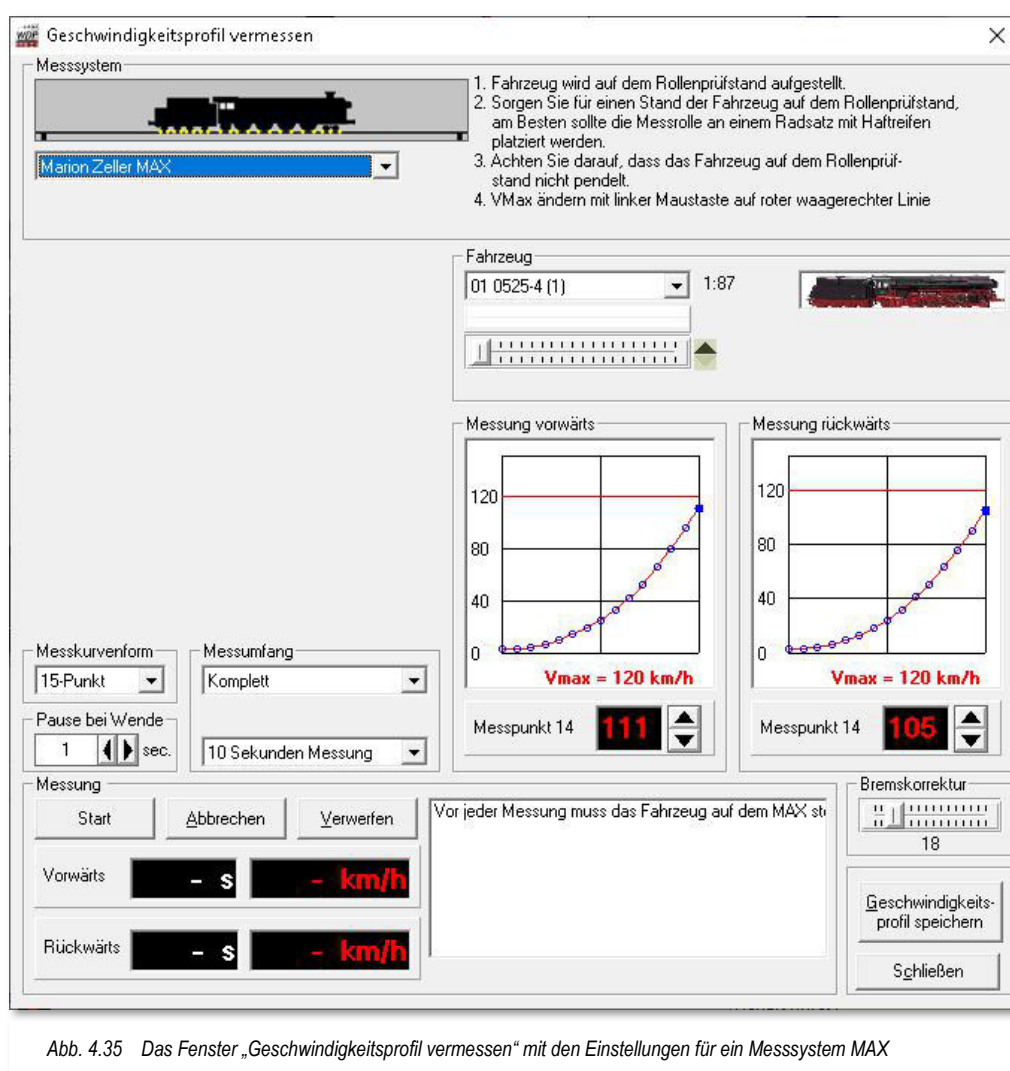 WDP Geschwindigkeitsprofil vermessen
Messsystem
Marion Zeller MAX
1. Fahrzeug wird auf dem Rollenprüfstand aufgestellt.
2. Sorgen Sie für einen Stand der Fahrzeug auf dem Rollenprüfstand,
am Besten sollte die Messrolle an einem Radsatz mit Haftreifen
platziert werden.
3. Achten Sie darauf, dass das Fahrzeug auf dem Rollenprüf-
stand nicht pendelt.
4. VMax ändern mit linker Maustaste auf roter waagerechter Linie
Fahrzeug
01 0525-4 (1)
1:87
Messung vorwärts
120
80
40
0
Vmax = 120 km/h
Messpunkt 14 111
Messung rückwärts
120
80
40
0
Vmax = 120 km/h
Messpunkt 14 105
Messkurvenform
15-Punkt
Messumfang
Komplett
Pause bei Wende
1 sec.
10 Sekunden Messung
Messung
Start Abbrechen Verwerfen
Vorwärts - s - km/h
Rückwärts - s - km/h
Vor jeder Messung muss das Fahrzeug auf dem MAX ste
Bremskorrektur
18
Geschwindigkeits-
profil speichern
Schließen
Abb. 4.35 Das Fenster „Geschwindigkeitsprofil vermessen“ mit den Einstellungen für ein Messsystem MAX